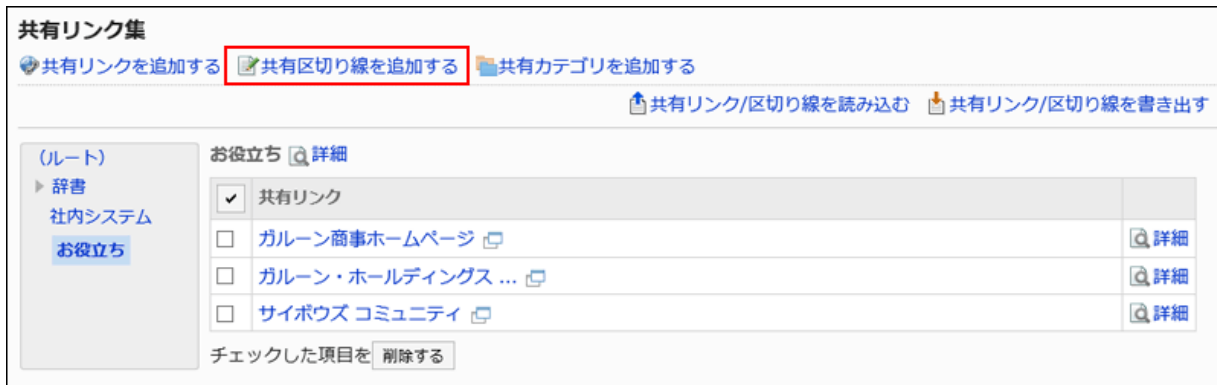 共有リンク集
共有リンクを追加する 共有区切り線を追加する 共有カテゴリを追加する
共有リンク/区切り線を読み込む 共有リンク/区切り線を書き出す
(ルート)
辞書
社内システム
お役立ち
お役立ち 詳細
共有リンク
ガルーン商事ホームページ 詳細
ガルーン・ホールディングス ... 詳細
サイボウズ コミュニティ 詳細
チェックした項目を 削除する